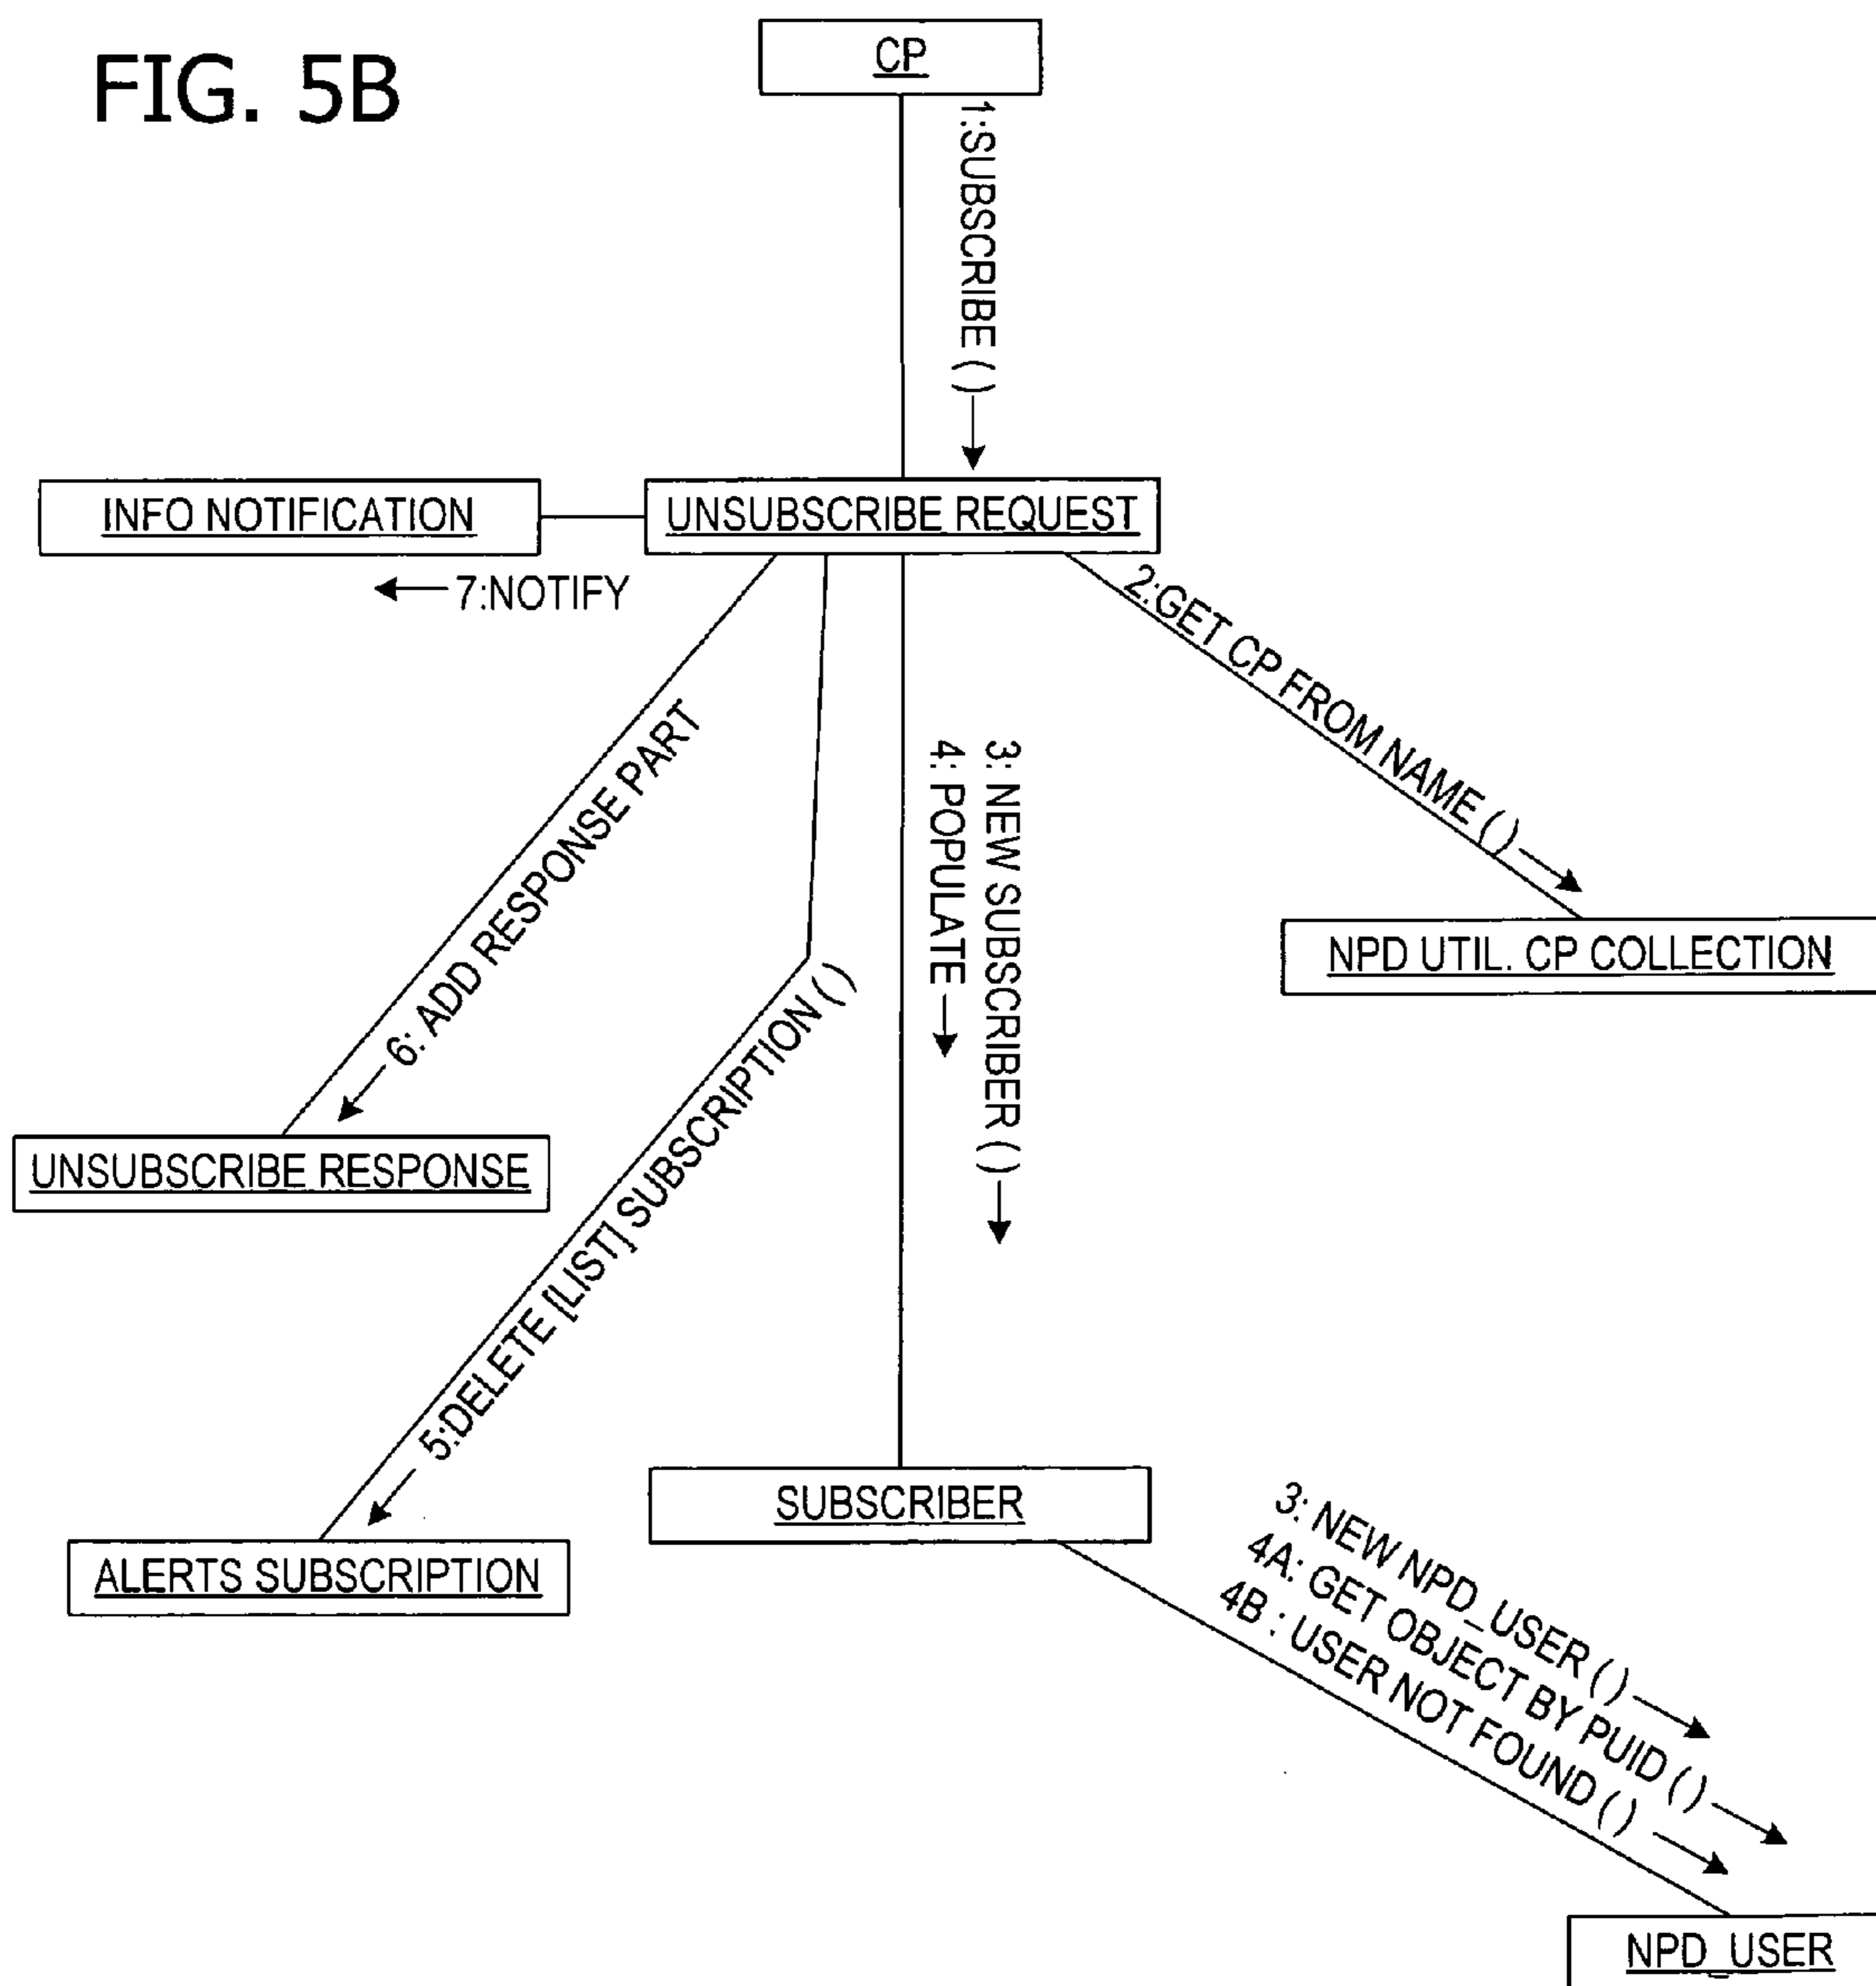 FIG. 5B
CP
1:SUBSCRIBE ( )
INFO NOTIFICATION
UNSUBSCRIBE REQUEST
7:NOTIFY
2:GET CP FROM NAME ( )
NPD UTIL. CP COLLECTION
3: NEW SUBSCRIBER ( )
4: POPULATE
6: ADD RESPONSE PART
UNSUBSCRIBE RESPONSE
5:DELETE [LIST] SUBSCRIPTION ( )
ALERTS SUBSCRIPTION
SUBSCRIBER
3: NEW NPD_USER ( )
4A: GET OBJECT BY PUID ( )
4B : USER NOT FOUND ( )
NPD_USER